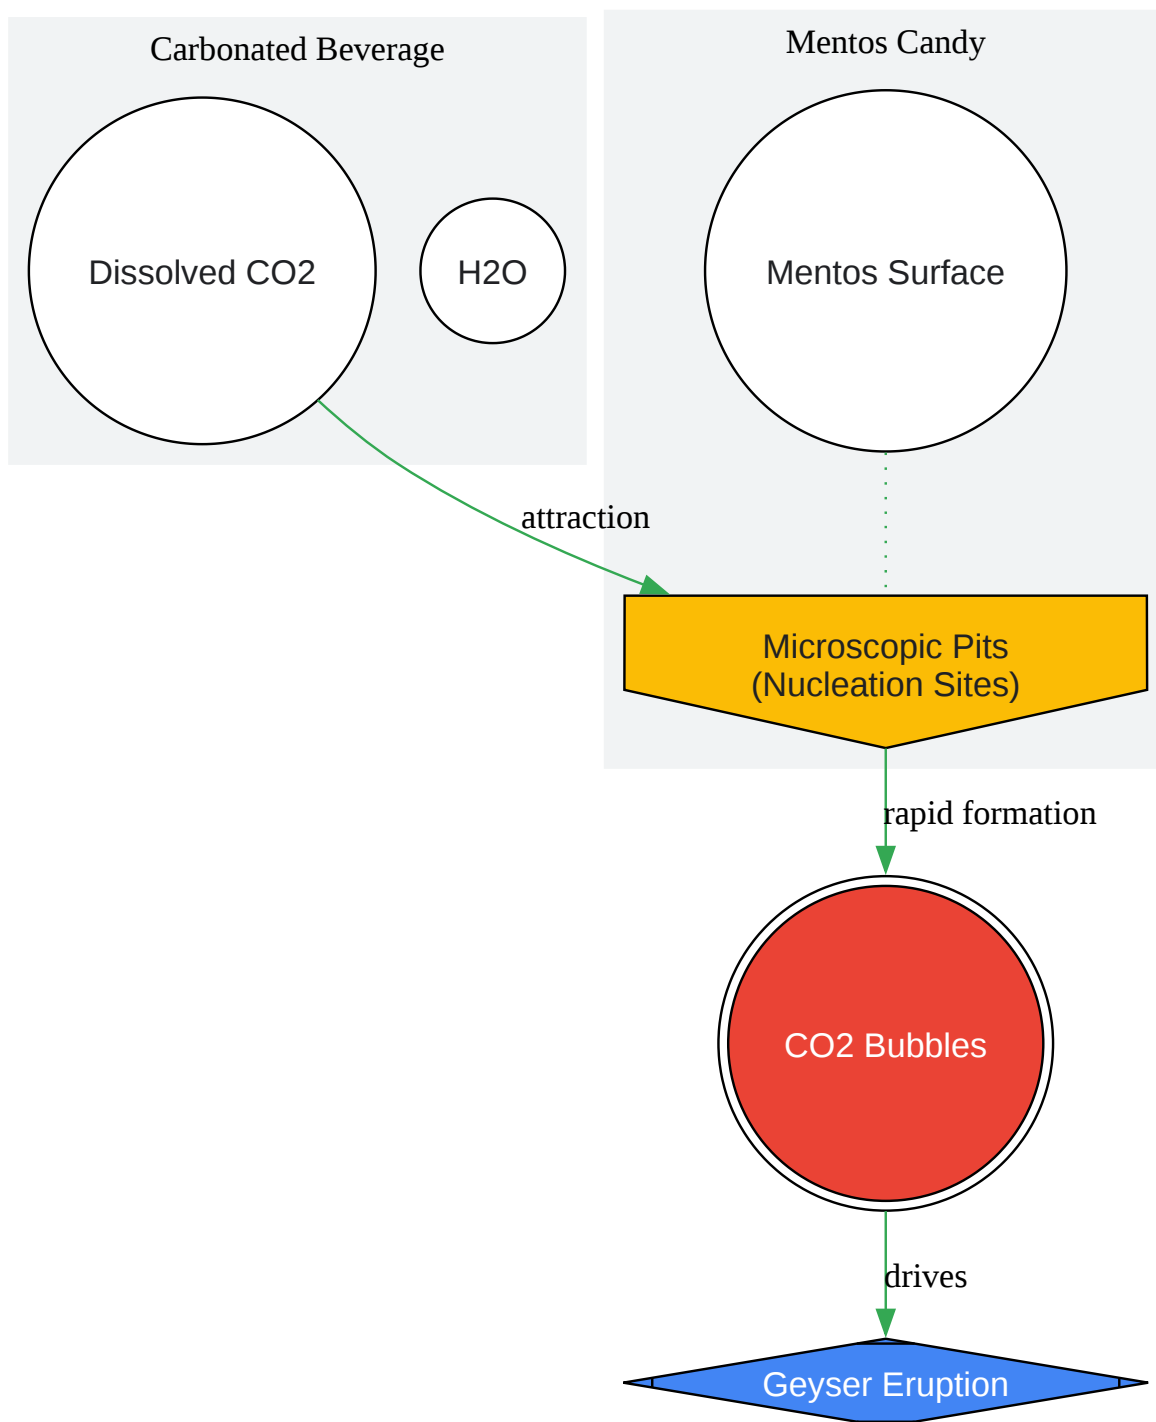 Carbonated Beverage
Mentos Candy
Dissolved CO2
H2O
Mentos Surface
attraction
Microscopic Pits
(Nucleation Sites)
rapid formation
CO2 Bubbles
drives
Geyser Eruption